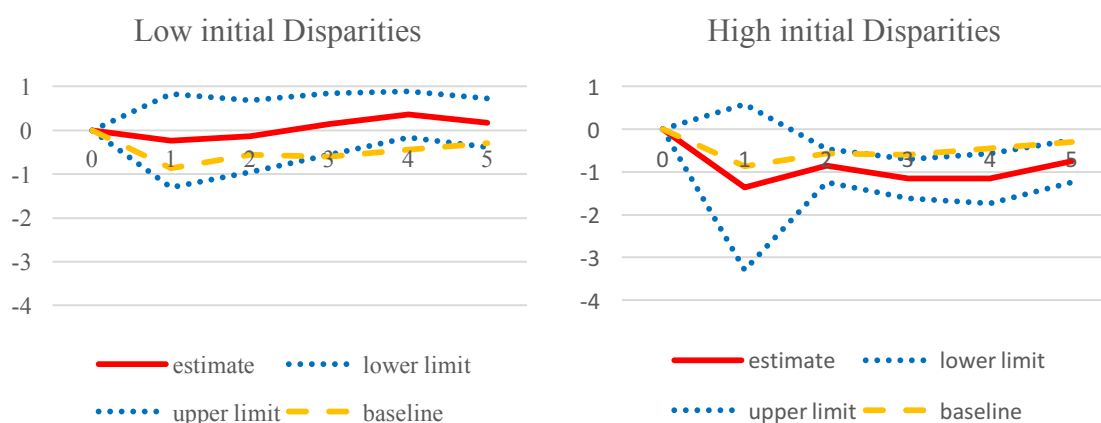 Low initial Disparities
1
0
-1
-2
-3
-4
0 1 2 3 4 5
estimate lower limit
upper limit baseline
High initial Disparities
1
0
-1
-2
-3
-4
0 1 2 3 4 5
estimate lower limit
upper limit baseline